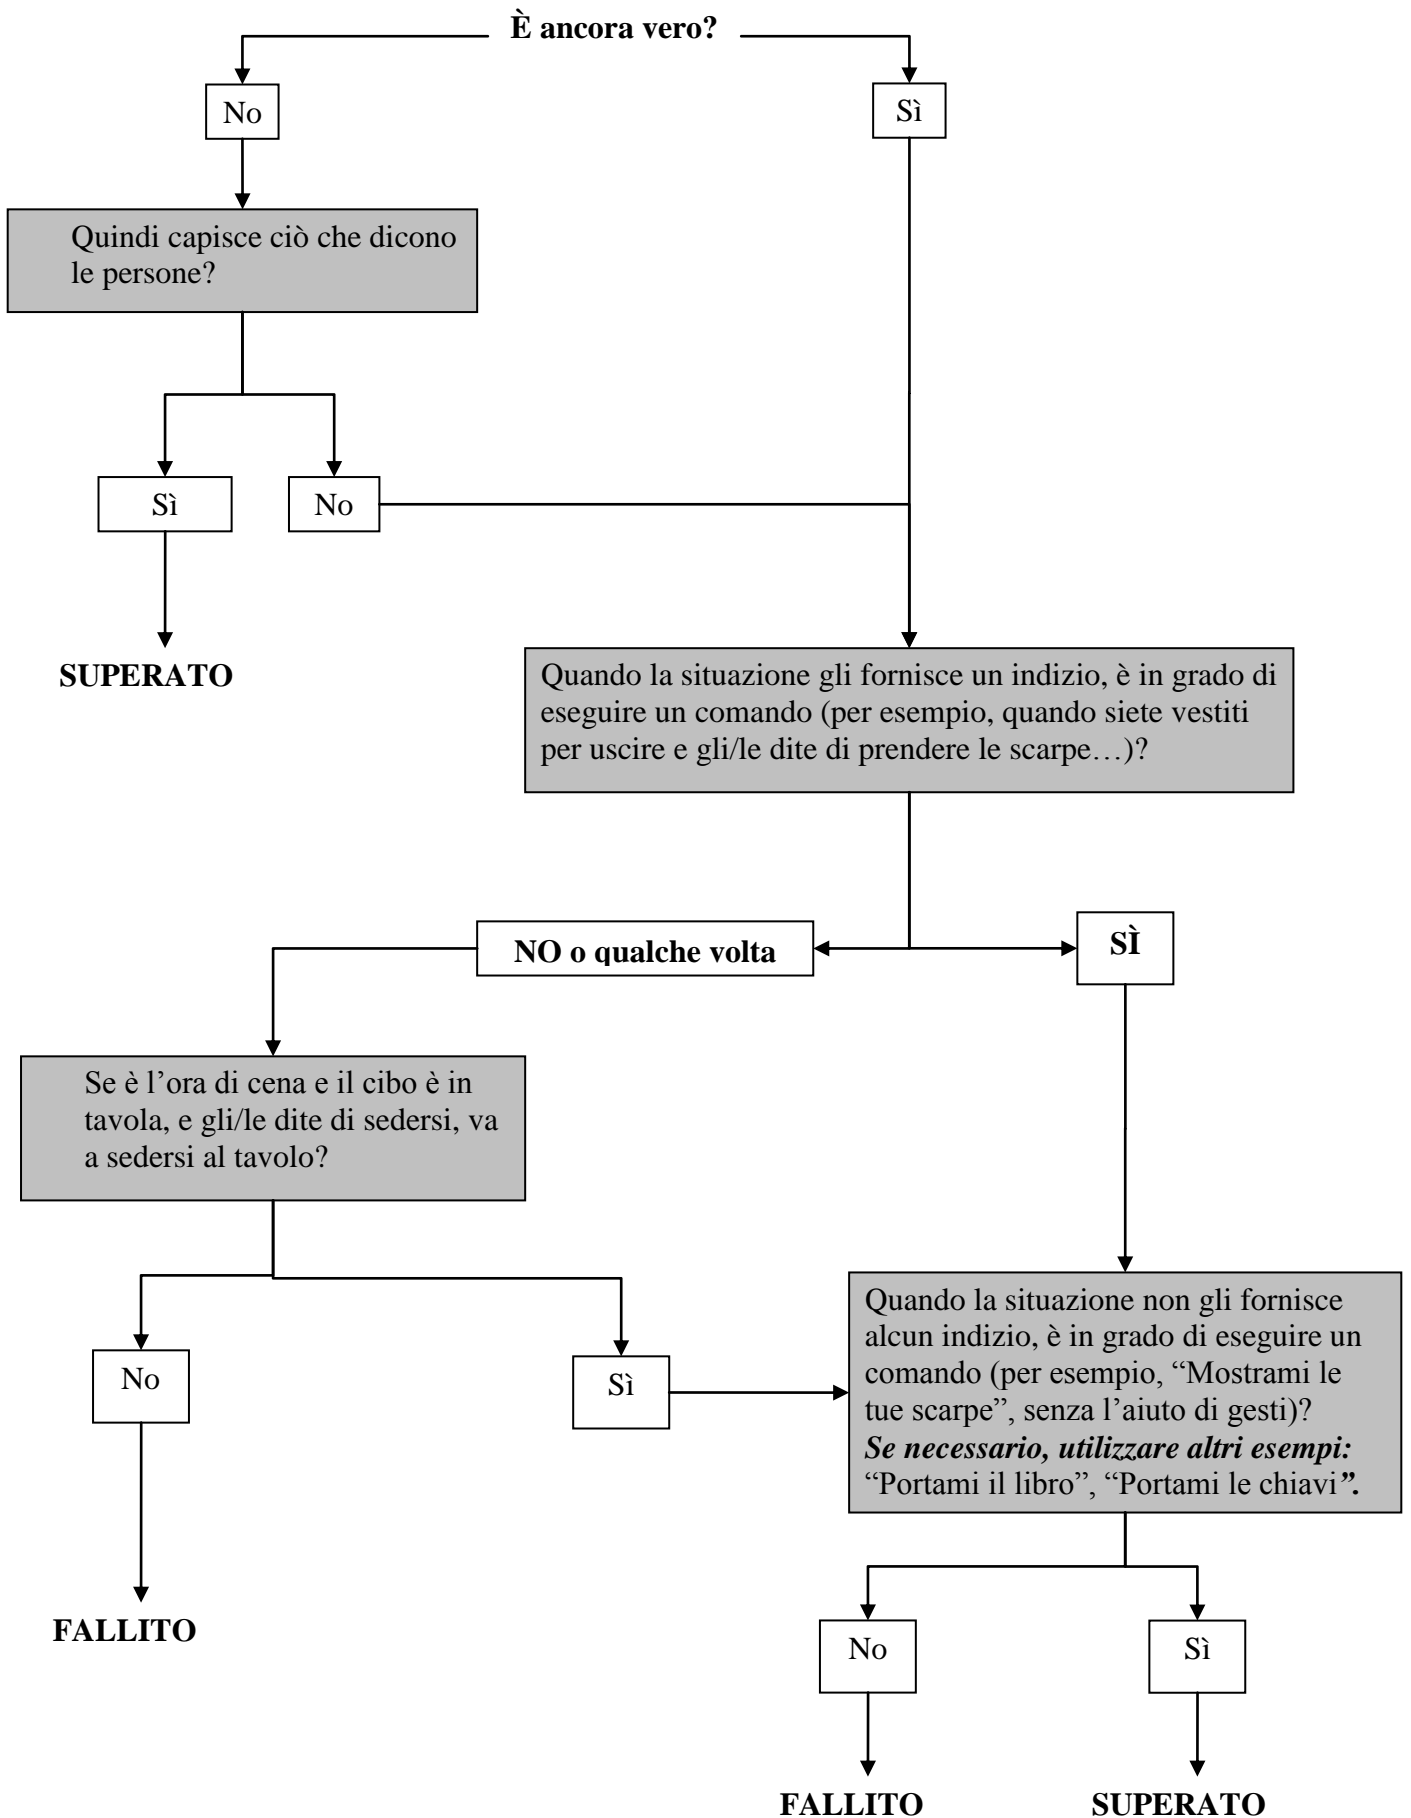 È ancora vero?
No
Sì
Quindi capisce ciò che dicono
le persone?
Sì
No
SUPERATO
Quando la situazione gli fornisce un indizio, è in grado di
eseguire un comando (per esempio, quando siete vestiti
per uscire e gli/le dite di prendere le scarpe…)?
NO o qualche volta
SÌ
Se è l’ora di cena e il cibo è in
tavola, e gli/le dite di sedersi, va
a sedersi al tavolo?
No
Sì
Quando la situazione non gli fornisce
alcun indizio, è in grado di eseguire un
comando (per esempio, “Mostrami le
tue scarpe”, senza l’aiuto di gesti)?
Se necessario, utilizzare altri esempi:
“Portami il libro”, “Portami le chiavi”.
FALLITO
No
Sì
FALLITO
SUPERATO